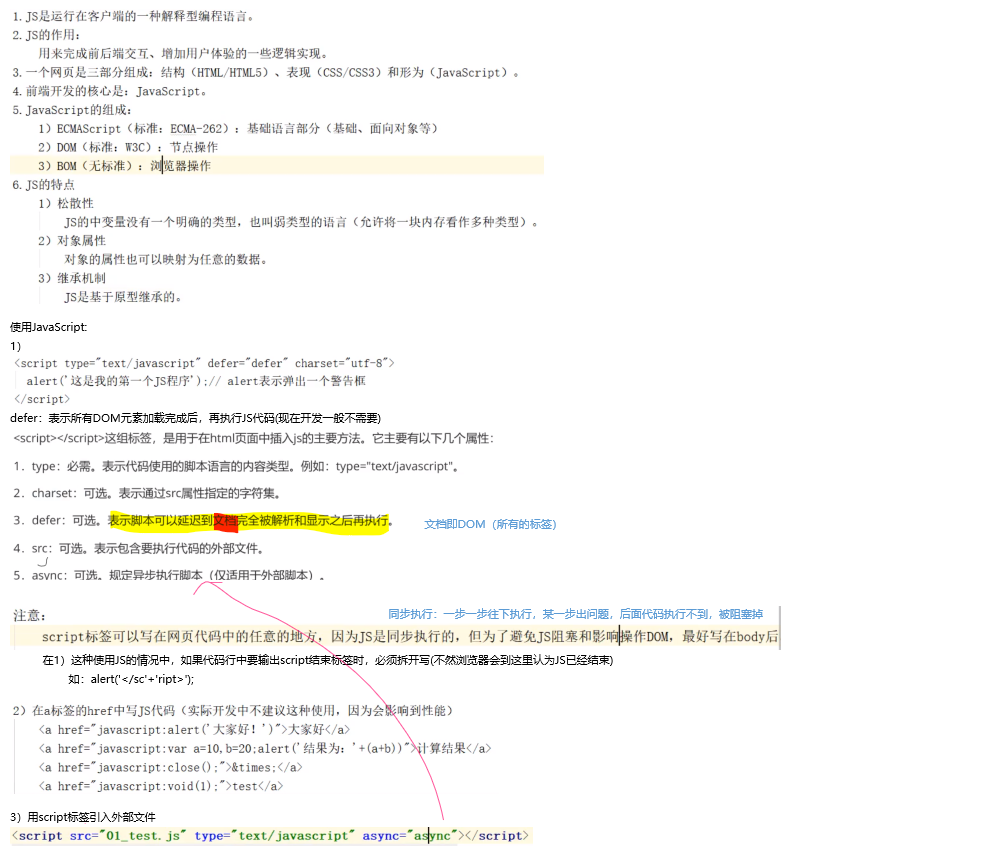 1. JS是运行在客户端的一种解释型编程语言。
2. JS的作用:
用来完成前后端交互、增加用户体验的一些逻辑实现。
3. 一个网页是三部分组成: 结构（HTML/HTML5）、表现（CSS/CSS3）和形为（JavaScript）。
4. 前端开发的核心是: JavaScript。
5. JavaScript的组成:
1）ECMAScript（标准: ECMA-262）: 基础语言部分（基础、面向对象等）
2）DOM（标准: W3C）: 节点操作
3）BOM（无标准）: 浏览器操作
6. JS的特点
1）松散性
JS的中变量没有一个明确的类型，也叫弱类型的语言（允许将一块内存看作多种类型）。
2）对象属性
对象的属性也可以映射为任意的数据。
3）继承机制
JS是基于原型继承的。
使用JavaScript:
1)
<script type="text/javascript" defer="defer" charset="utf-8">
alert('这是我的第一个JS程序');// alert表示弹出一个警告框
</script>
defer：表示所有DOM元素加载完成后，再执行JS代码(现在开发一般不需要)
<script></script>这组标签，是用于在html页面中插入js的主要方法。它主要有以下几个属性：
1．type：必需。表示代码使用的脚本语言的内容类型。例如：type="text/javascript"。
2．charset：可选。表示通过src属性指定的字符集。
3．defer：可选。表示脚本可以延迟到文档完全被解析和显示之后再执行。 文档即DOM（所有的标签）
4．src：可选。表示包含要执行代码的外部文件。
5．async：可选。规定异步执行脚本（仅适用于外部脚本）。
注意: 同步执行：一步一步往下执行，某一步出问题，后面代码执行不到，被阻塞掉
script标签可以写在网页代码中的任意的地方，因为JS是同步执行的，但为了避免JS阻塞和影响操作DOM，最好写在body后
在1）这种使用JS的情况中，如果代码行中要输出script结束标签时，必须拆开写(不然浏览器会到这里认为JS已经结束)
如：alert('</sc'+'ript>');
2）在a标签的href中写JS代码（实际开发中不建议这种使用，因为会影响到性能）
<a href="javascript:alert('大家好！')">大家好</a>
<a href="javascript:var a=10,b=20;alert('结果为：'+(a+b))">计算结果</a>
<a href="javascript:close();">&times;</a>
<a href="javascript:void(1);">test</a>
3）用script标签引入外部文件
<script src="01_test.js" type="text/javascript" async="async"></script>